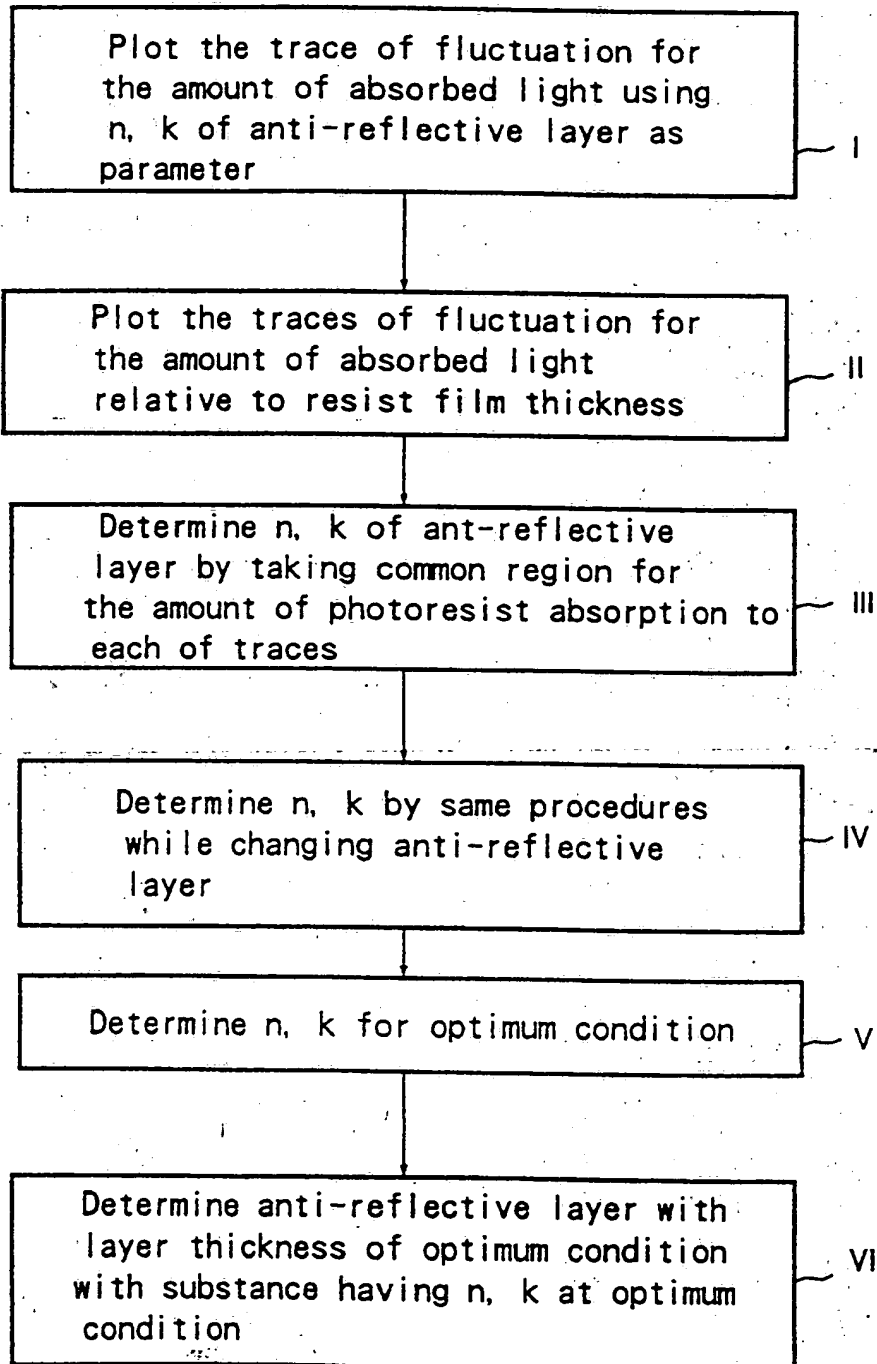 Plot the trace of fluctuation for
the amount of absorbed light using
n, k of anti-reflective layer as
parameter
I
Plot the traces of fluctuation for
the amount of absorbed light
relative to resist film thickness
II
Determine n, k of ant-reflective
layer by taking common region for
the amount of photoresist absorption to
each of traces
III
Determine n, k by same procedures
while changing anti-reflective
layer
IV
Determine n, k for optimum condition
V
Determine anti-reflective layer with
layer thickness of optimum condition
with substance having n, k at optimum
condition
VI